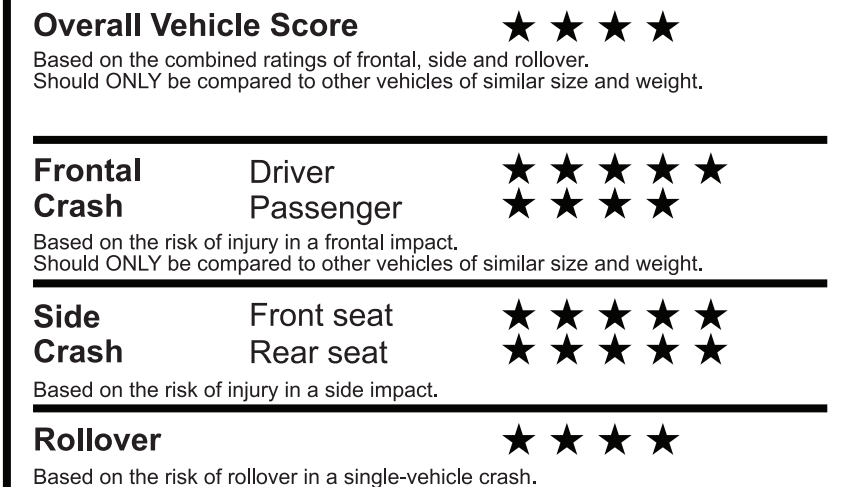 Overall Vehicle Score ★ ★ ★ ★
Based on the combined ratings of frontal, side and rollover.
Should ONLY be compared to other vehicles of similar size and weight.
Frontal Driver ★ ★ ★ ★ ★
Crash Passenger ★ ★ ★ ★
Based on the risk of injury in a frontal impact.
Should ONLY be compared to other vehicles of similar size and weight.
Side Front seat ★ ★ ★ ★ ★
Crash Rear seat ★ ★ ★ ★ ★
Based on the risk of injury in a side impact.
Rollover ★ ★ ★ ★
Based on the risk of rollover in a single-vehicle crash.